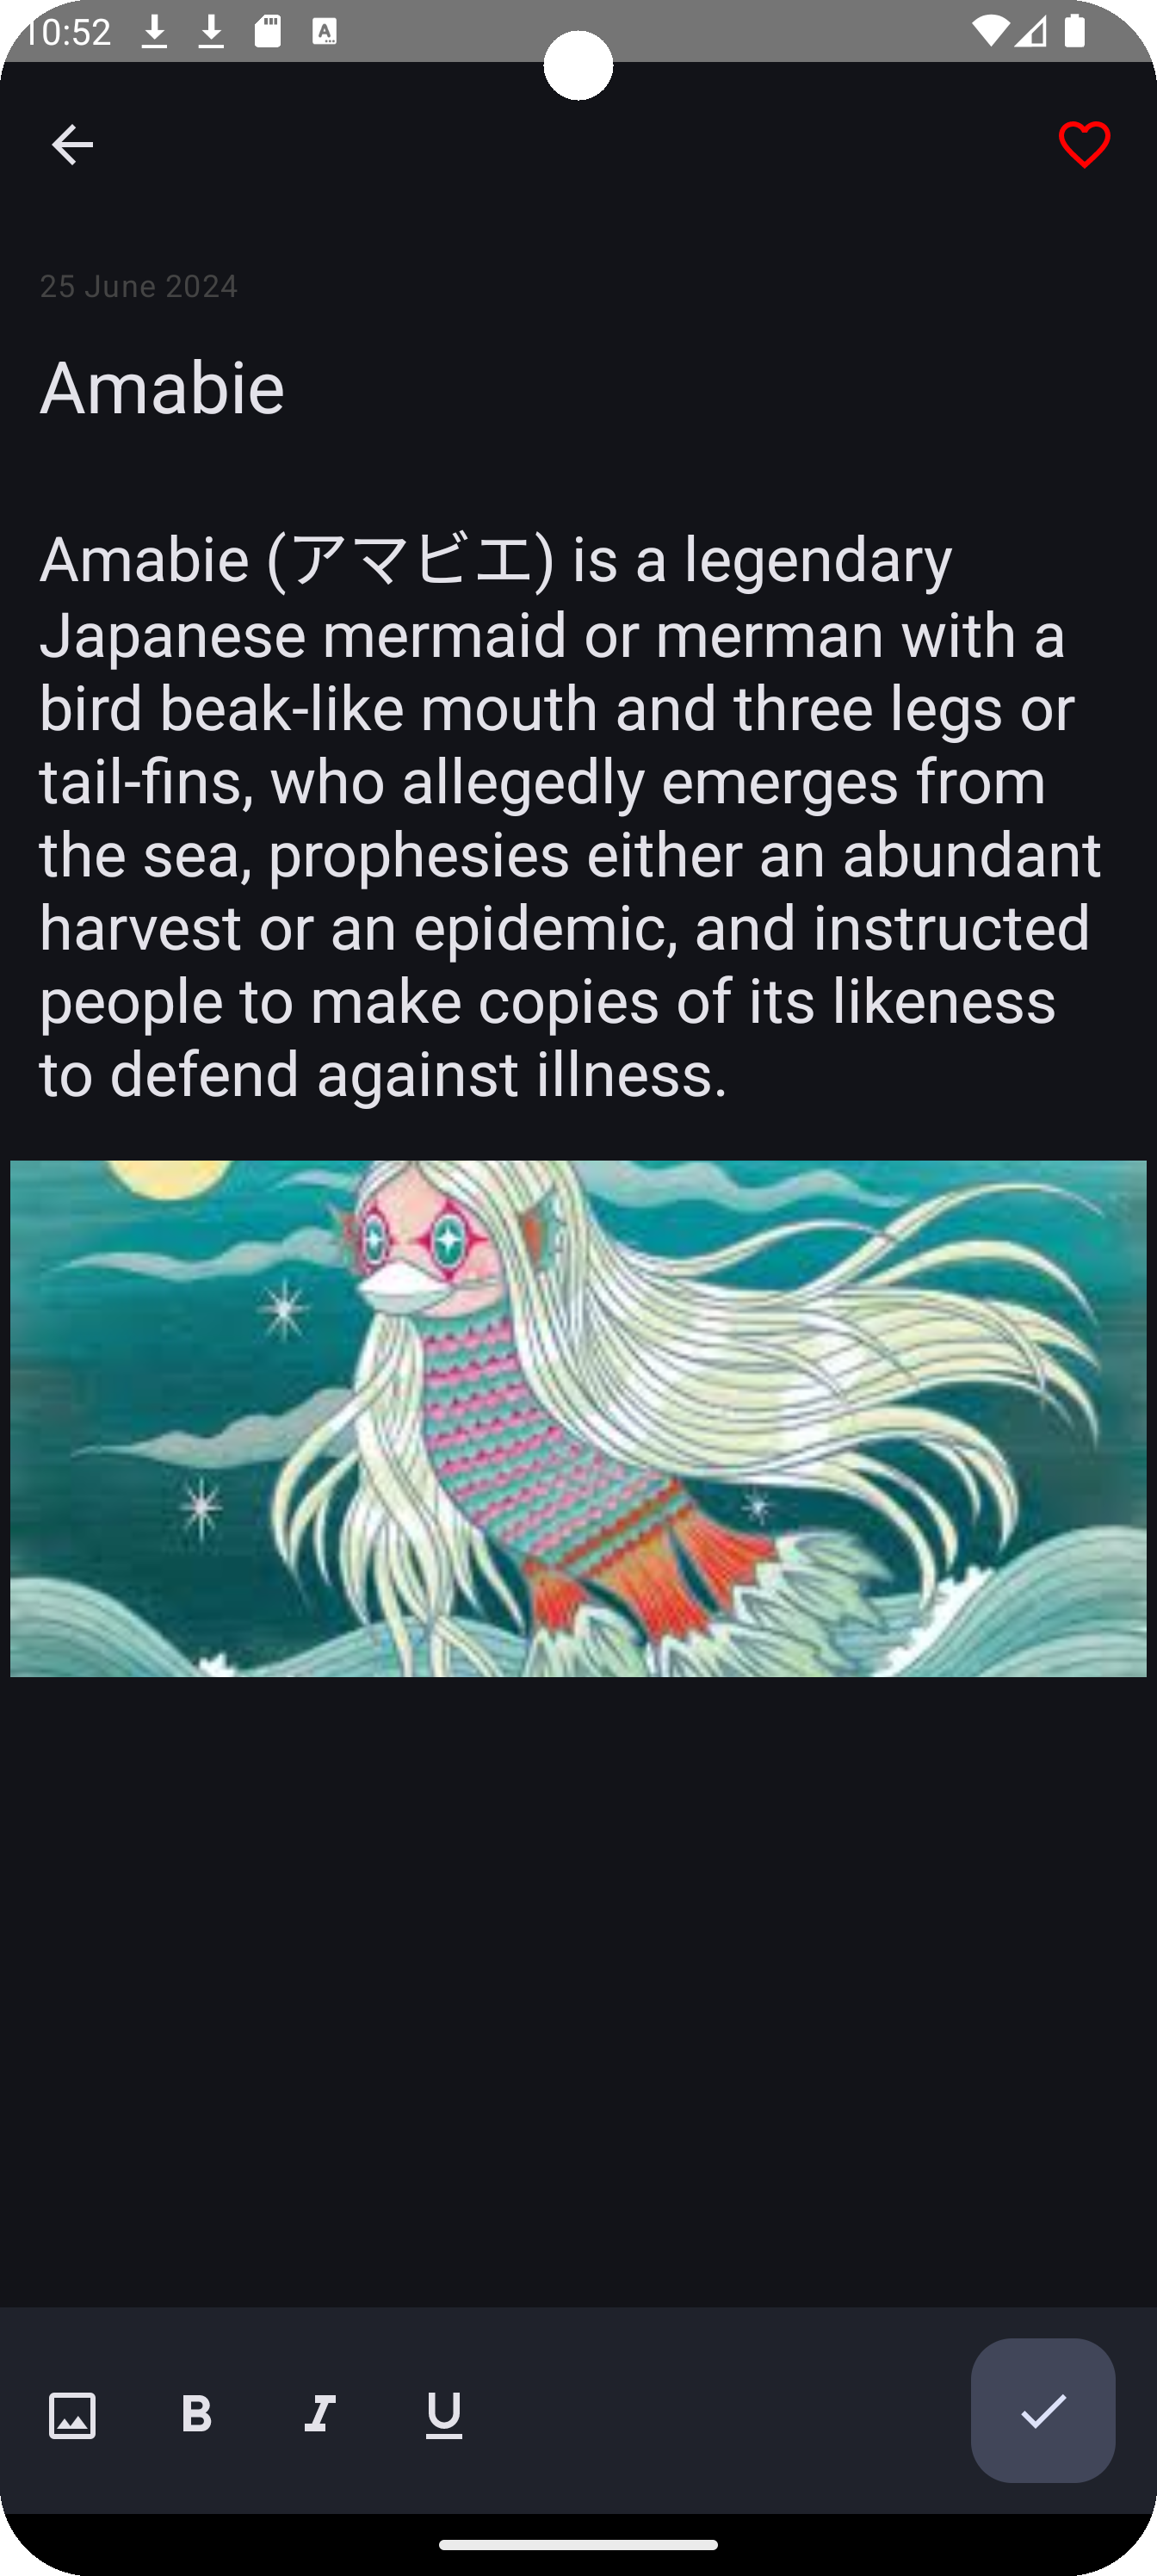 10:52
25 June 2024
Amabie
Amabie (アマビエ) is a legendary
Japanese mermaid or merman with a
bird beak-like mouth and three legs or
tail-fins, who allegedly emerges from
the sea, prophesies either an abundant
harvest or an epidemic, and instructed
people to make copies of its likeness
to defend against illness.
B I U